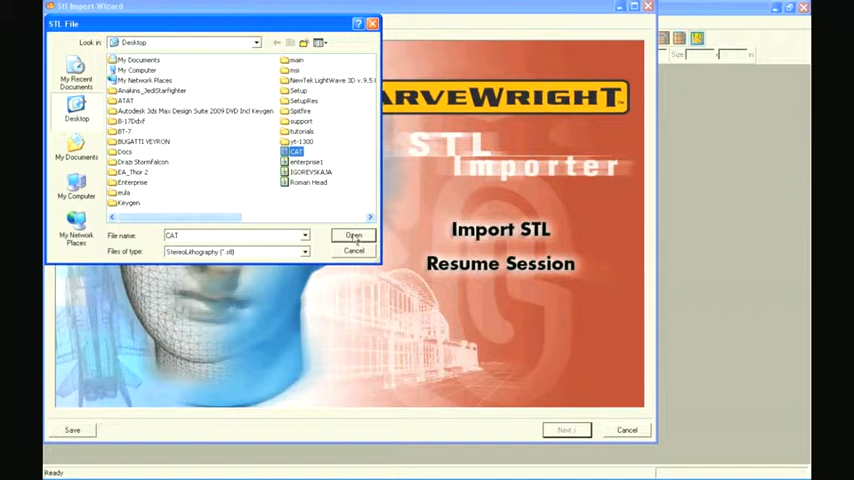 Stl Import Wizard
STL File
Look in:
Desktop
My Recent
Documents
Desktop
My Documents
My Computer
My Network
Places
My Documents
My Computer
My Network Places
Anakins_JediStarfighter
ATAT
Autodesk 3ds Max Design Suite 2009 DVD Incl Keygen
B-17Ddxf
BT-7
BUGATTI VEYRON
Docs
Drazi Stormfalcon
EA_Thor 2
Enterprise
eula
Keygen
main
msi
NewTek LightWave 3D v.9.5
Setup
SetupRes
Spitfire
support
tutorials
yt-1300
CAT
enterprise1
IGOREVSKAJA
Roman Head
File name:
CAT
Open
Files of type:
StereoLithography (*.stl)
Cancel
ARVEWRIGHT
STL
Importer
Import STL
Resume Session
Save
Next >
Cancel
Size:
x
in
Ready